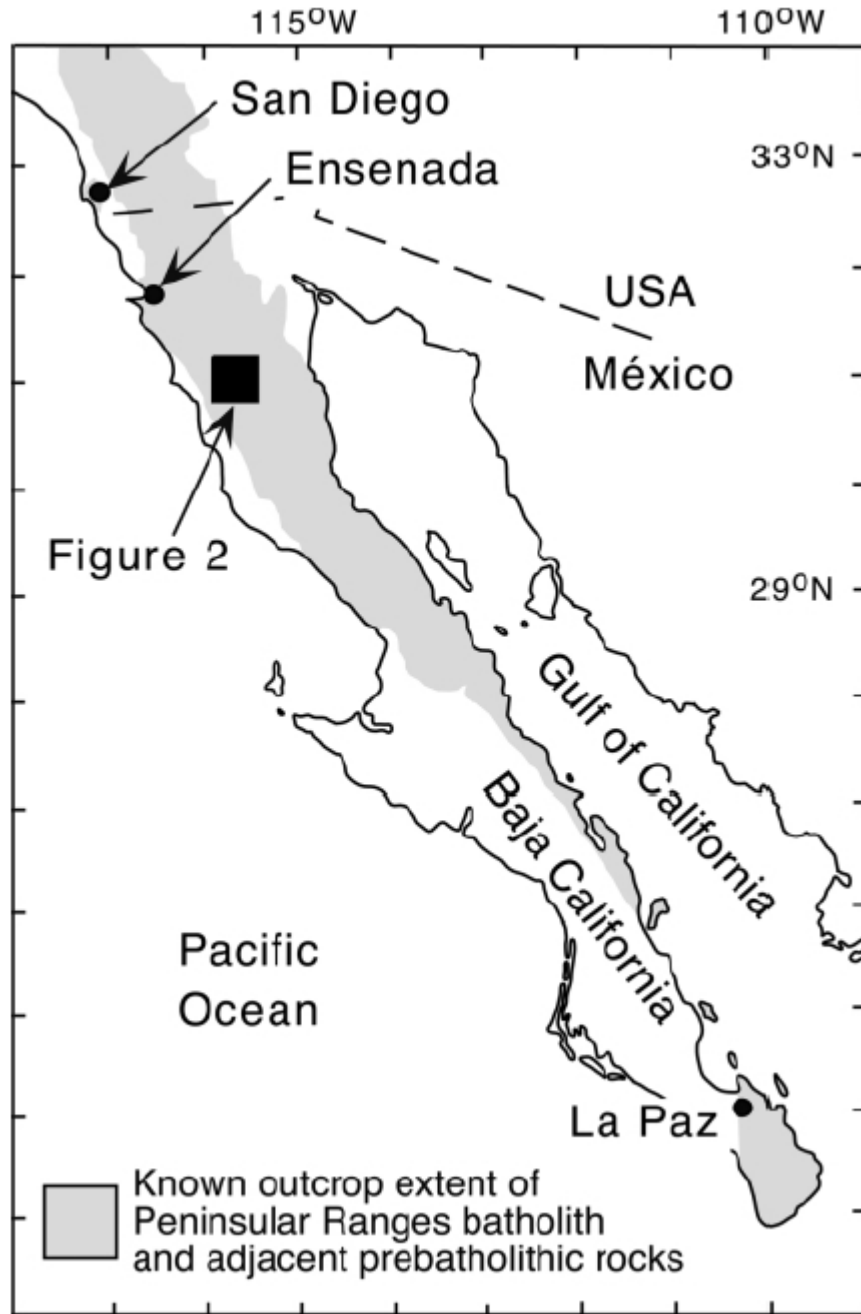 115°W 110°W
San Diego
33°N
Ensenada
USA
México
Figure 2
29°N
Gulf of California
Baja California
Pacific
Ocean
La Paz
Known outcrop extent of
Peninsular Ranges batholith
and adjacent prebatholithic rocks